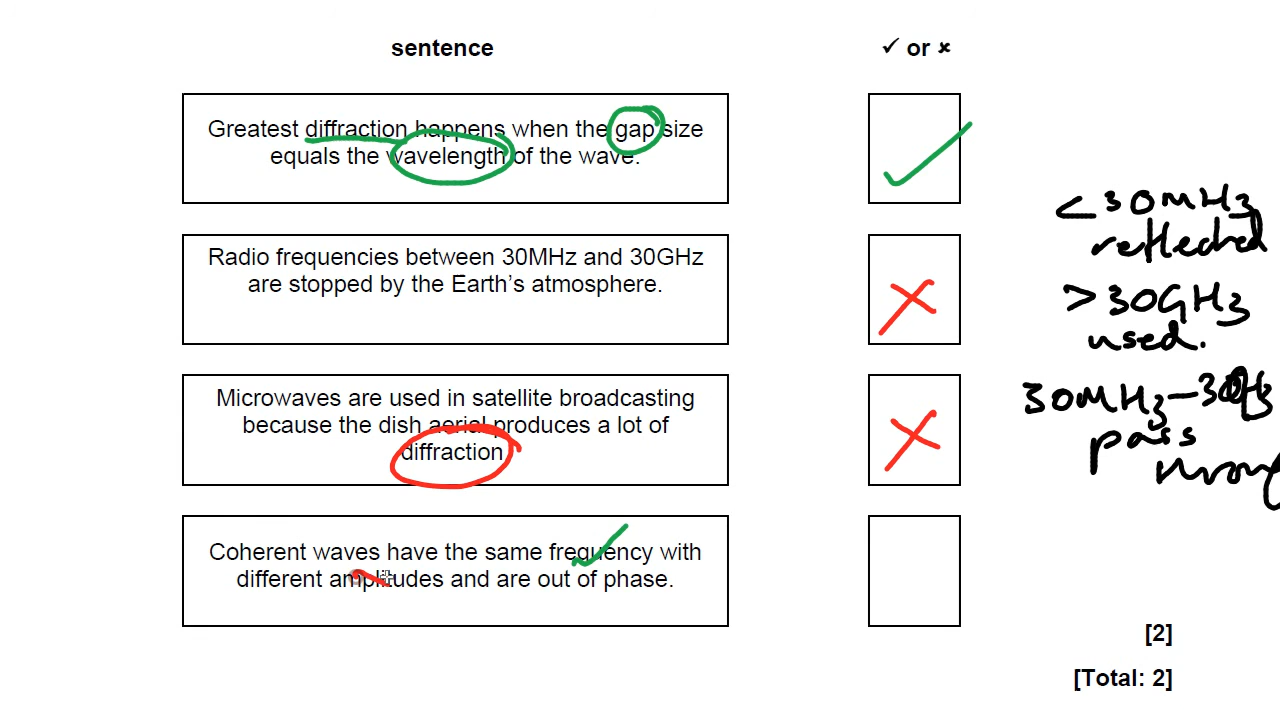 sentence
✓ or ✗
Greatest diffraction happens when the gap size
equals the wavelength of the wave.
Radio frequencies between 30MHz and 30GHz
are stopped by the Earth's atmosphere.
Microwaves are used in satellite broadcasting
because the dish aerial produces a lot of
diffraction
Coherent waves have the same frequency with
different amplitudes and are out of phase.
< 30MHz
reflected
> 30GHz
used.
30MHz - 30GHz
pass
[2]
[Total: 2]